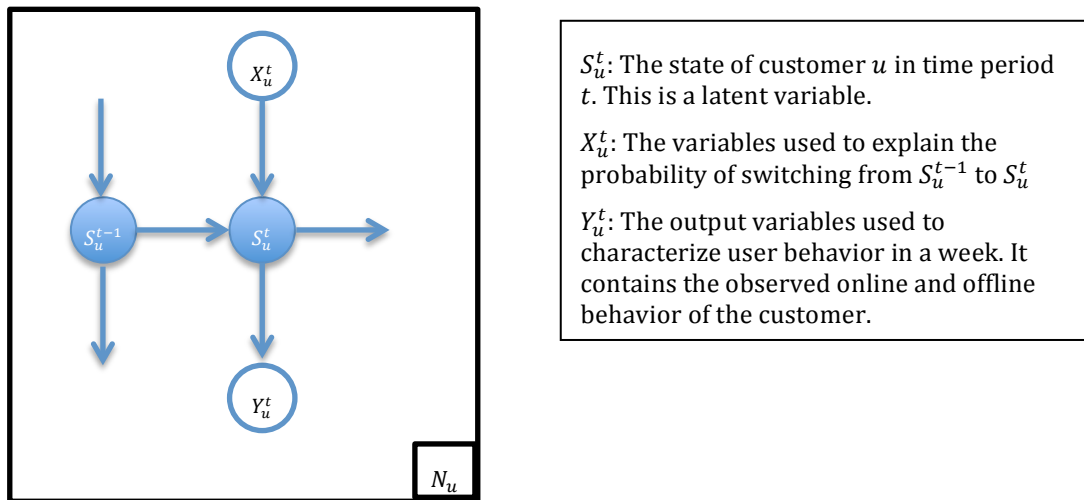 X_u^t
S_u^{t-1}
S_u^t
Y_u^t
N_u
S_u^t: The state of customer u in time period
t. This is a latent variable.
X_u^t: The variables used to explain the
probability of switching from S_u^{t-1} to S_u^t
Y_u^t: The output variables used to
characterize user behavior in a week. It
contains the observed online and offline
behavior of the customer.